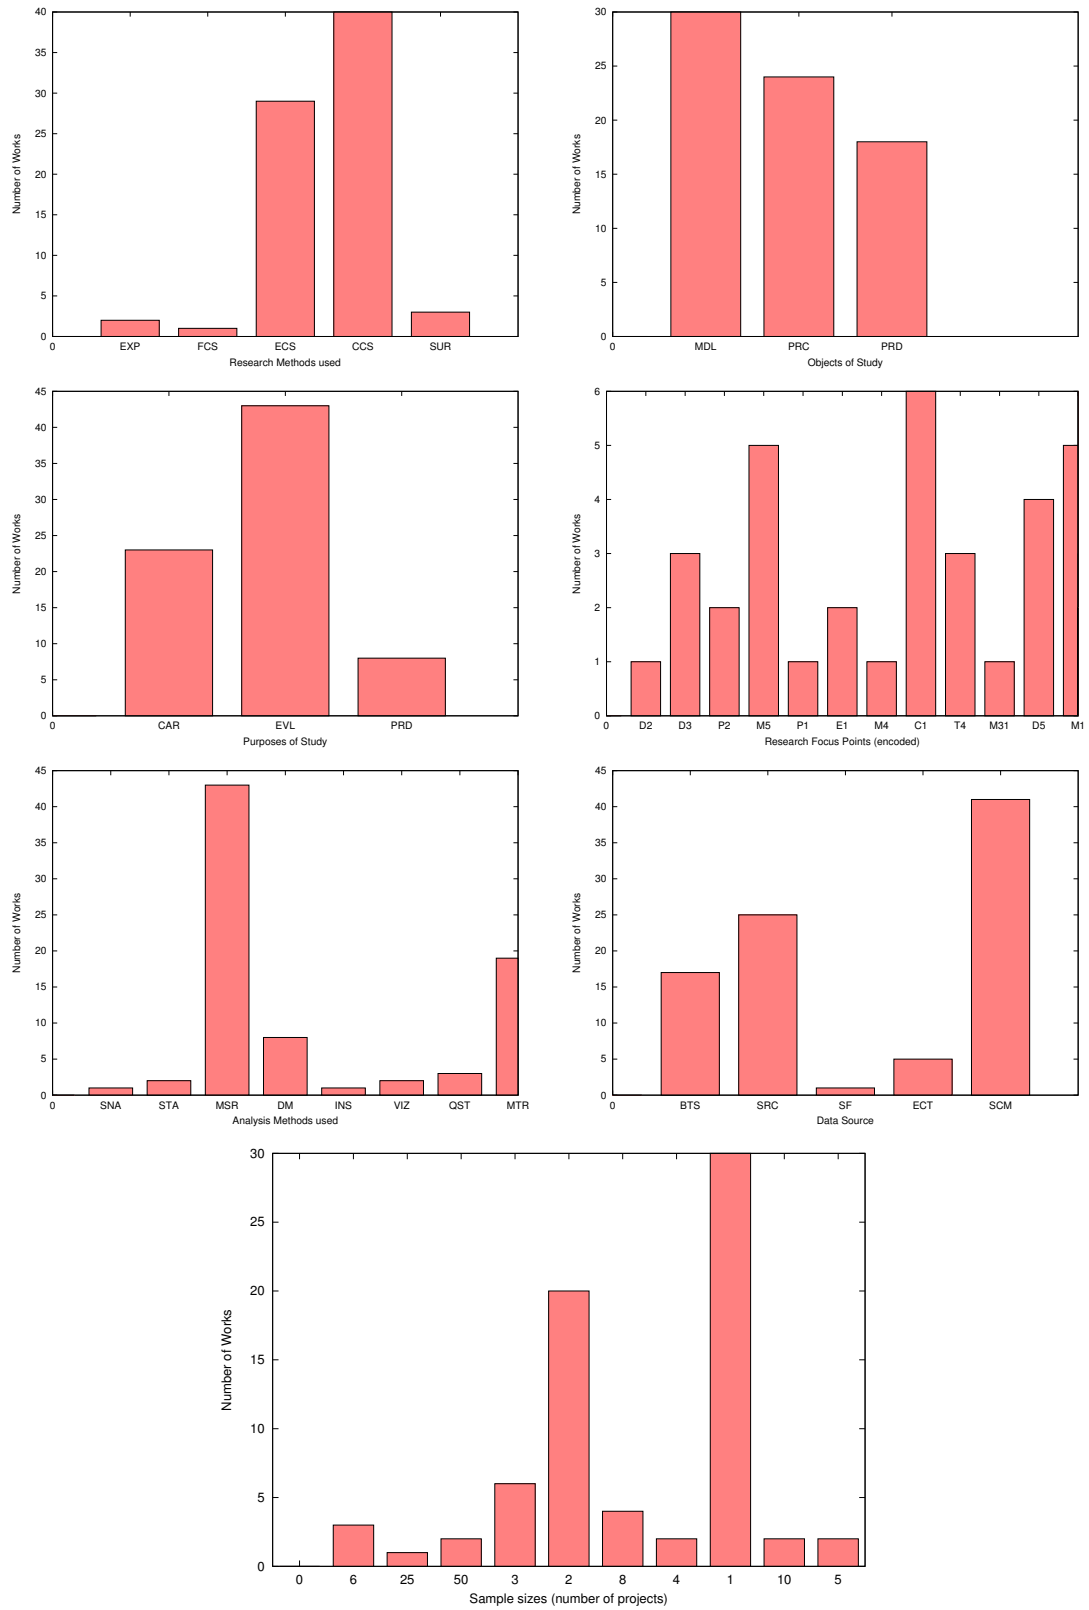 40
35
30
25
20
15
10
5
0
Number of Works
0 EXP FCS ECS CCS SUR
Research Methods used
30
25
20
15
10
5
0
Number of Works
0 MDL PRC PRD
Objects of Study
45
40
35
30
25
20
15
10
5
0
Number of Works
0 CAR EVL PRD
Purposes of Study
6
5
4
3
2
1
0
Number of Works
0 D2 D3 P2 M5 P1 E1 M4 C1 T4 M31 D5 M1
Research Focus Points (encoded)
45
40
35
30
25
20
15
10
5
0
Number of Works
0 SNA STA MSR DM INS VIZ QST MTR
Analysis Methods used
45
40
35
30
25
20
15
10
5
0
Number of Works
0 BTS SRC SF ECT SCM
Data Source
30
25
20
15
10
5
0
Number of Works
0 6 25 50 3 2 8 4 1 10 5
Sample sizes (number of projects)